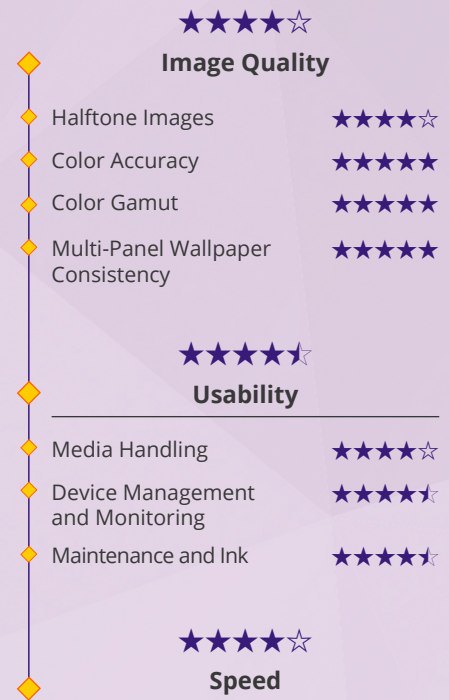 Image Quality
Halftone Images
Color Accuracy
Color Gamut
Multi-Panel Wallpaper
Consistency
Usability
Media Handling
Device Management
and Monitoring
Maintenance and Ink
Speed